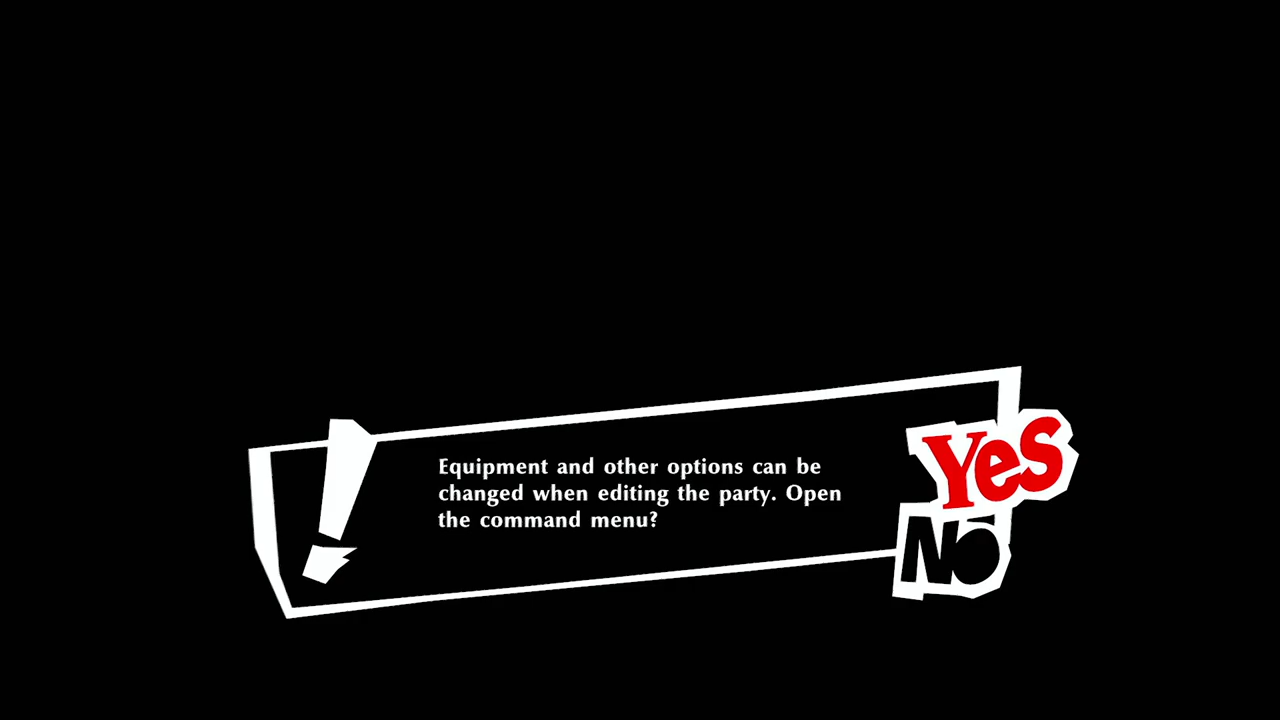 Equipment and other options can be
changed when editing the party. Open
the command menu?
Yes
No